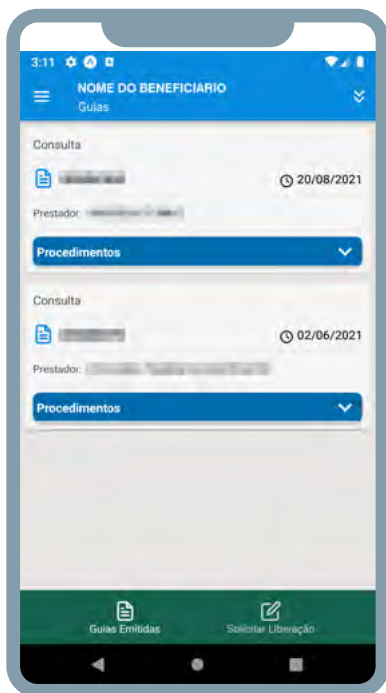 3:11
NOME DO BENEFICIARIO
Guias
Consulta
20/08/2021
Prestador:
Procedimentos
Consulta
02/06/2021
Prestador:
Procedimentos
Guias Emitidas
Solicitar Liberação